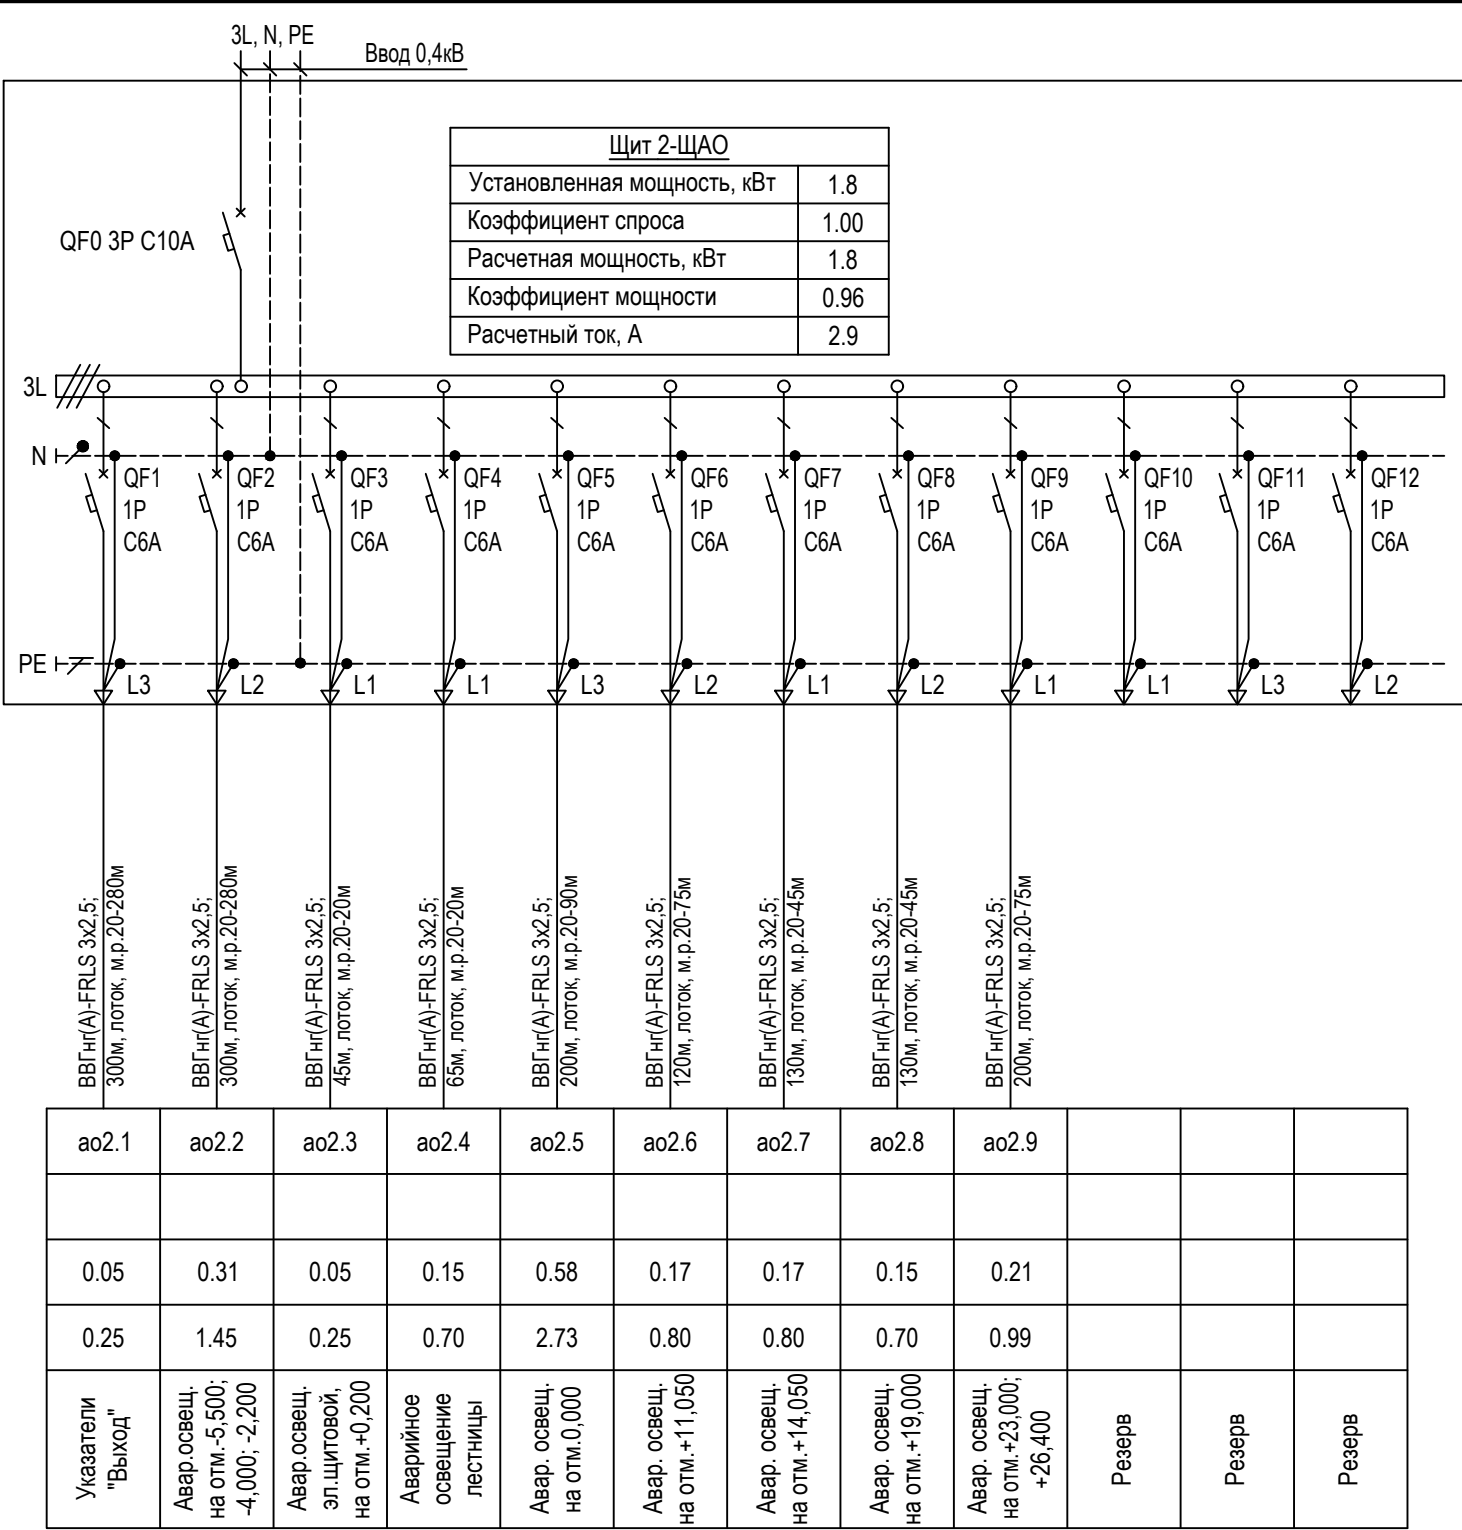 3L, N, PE
Ввод 0,4кВ
Щит 2-ЩАО
Установленная мощность, кВт 1.8
Коэффициент спроса 1.00
Расчетная мощность, кВт 1.8
Коэффициент мощности 0.96
Расчетный ток, А 2.9
QF0 3P C10A
3L
N
QF1 QF2 QF3 QF4 QF5 QF6 QF7 QF8 QF9 QF10 QF11 QF12
1P 1P 1P 1P 1P 1P 1P 1P 1P 1P 1P 1P
C6A C6A C6A C6A C6A C6A C6A C6A C6A C6A C6A C6A
PE
L3 L2 L1 L1 L3 L2 L1 L2 L1 L1 L3 L2
ВВГнг(А)-FRLS 3x2,5;
300м, лоток, м.р.20-280м
ВВГнг(А)-FRLS 3x2,5;
300м, лоток, м.р.20-280м
ВВГнг(А)-FRLS 3x2,5;
45м, лоток, м.р.20-20м
ВВГнг(А)-FRLS 3x2,5;
65м, лоток, м.р.20-20м
ВВГнг(А)-FRLS 3x2,5;
200м, лоток, м.р.20-90м
ВВГнг(А)-FRLS 3x2,5;
120м, лоток, м.р.20-75м
ВВГнг(А)-FRLS 3x2,5;
130м, лоток, м.р.20-45м
ВВГнг(А)-FRLS 3x2,5;
130м, лоток, м.р.20-45м
ВВГнг(А)-FRLS 3x2,5;
200м, лоток, м.р.20-75м
ао2.1 ао2.2 ао2.3 ао2.4 ао2.5 ао2.6 ао2.7 ао2.8 ао2.9
0.05 0.31 0.05 0.15 0.58 0.17 0.17 0.15 0.21
0.25 1.45 0.25 0.70 2.73 0.80 0.80 0.70 0.99
Указатели
"Выход"
Авар.освещ.
на отм.-5,500;
-4,000; -2,200
Авар.освещ.
эл.щитовой,
на отм.+0,200
Аварийное
освещение
лестницы
Авар. освещ.
на отм.0,000
Авар. освещ.
на отм.+11,050
Авар. освещ.
на отм.+14,050
Авар. освещ.
на отм.+19,000
Авар. освещ.
на отм.+23,000;
+26,400
Резерв
Резерв
Резерв